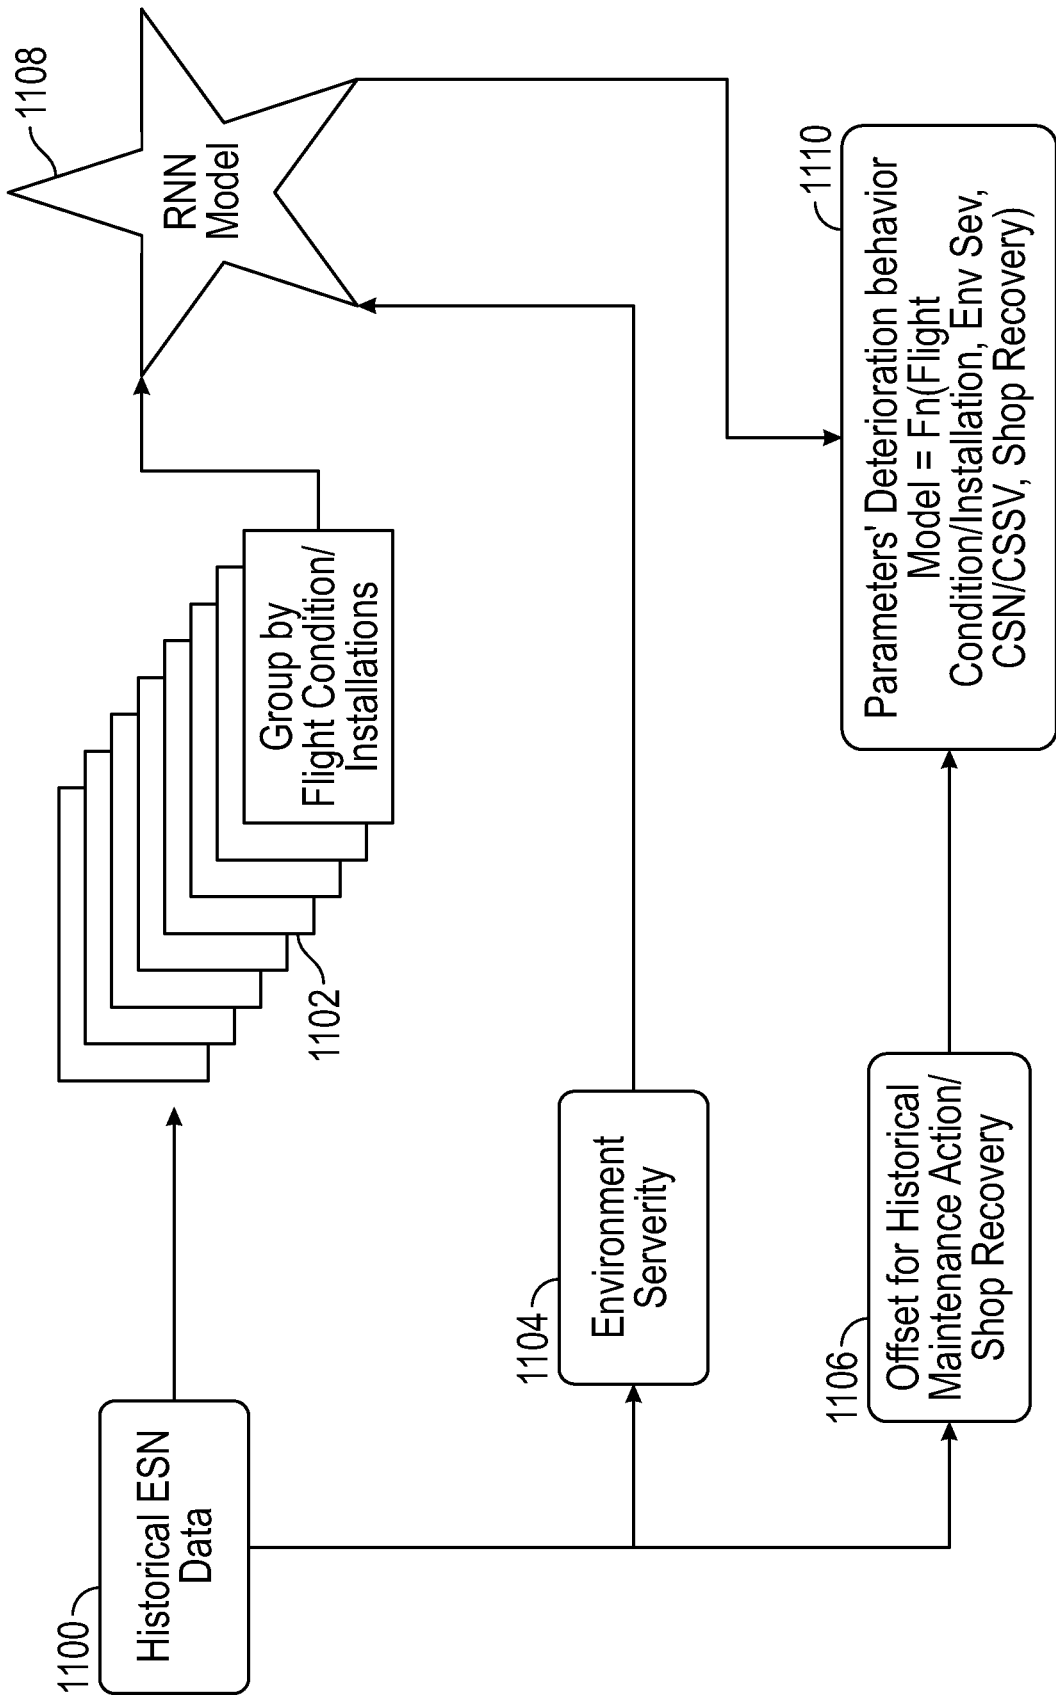 1100
Historical ESN
Data
1102
Group by
Flight Condition/
Installations
1108
RNN
Model
1104
Environment
Serverity
1106
Offset for Historical
Maintenance Action/
Shop Recovery
1110
Parameters' Deterioration behavior
Model = Fn(Flight
Condition/Installation, Env Sev,
CSN/CSSV, Shop Recovery)